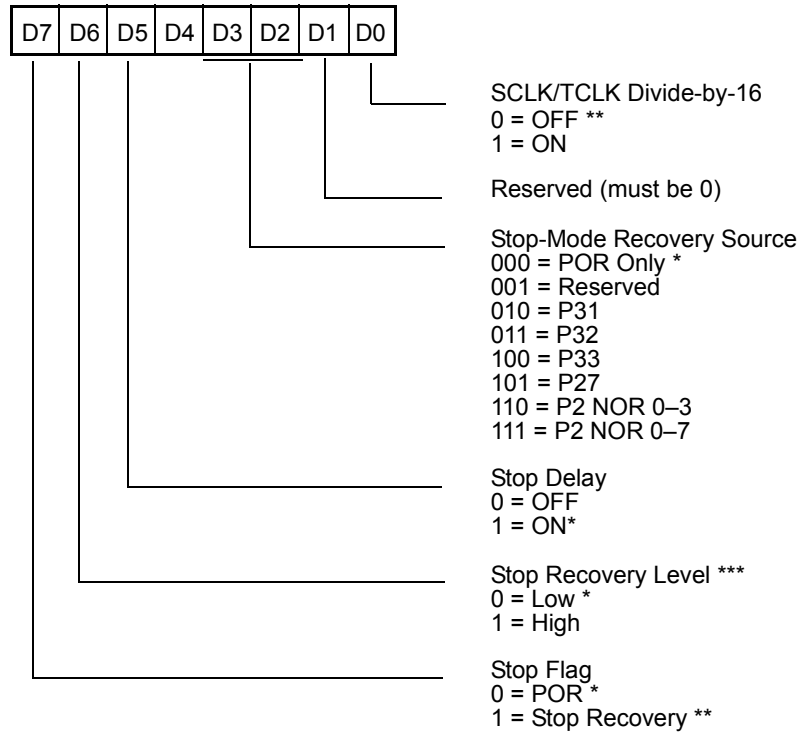 D7 D6 D5 D4 D3 D2 D1 D0
SCLK/TCLK Divide-by-16
0 = OFF **
1 = ON
Reserved (must be 0)
Stop-Mode Recovery Source
000 = POR Only *
001 = Reserved
010 = P31
011 = P32
100 = P33
101 = P27
110 = P2 NOR 0–3
111 = P2 NOR 0–7
Stop Delay
0 = OFF
1 = ON*
Stop Recovery Level ***
0 = Low *
1 = High
Stop Flag
0 = POR *
1 = Stop Recovery **